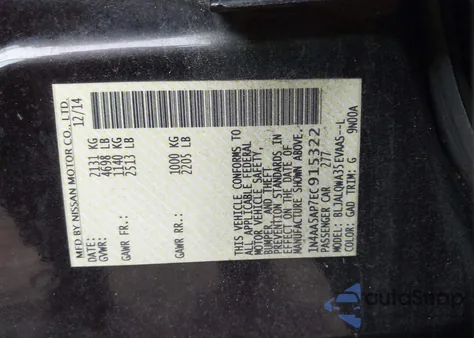 MFD BY NISSAN MOTOR CO., LTD.
12/14
GVWR: 2131 KG
4698 LB
GAWR FR: 1140 KG
2513 LB
GAWR RR: 1000 KG
2205 LB
THIS VEHICLE CONFORMS TO
ALL APPLICABLE FEDERAL
MOTOR VEHICLE SAFETY,
BUMPER, AND THEFT
PREVENTION STANDARDS IN
EFFECT ON THE DATE OF
MANUFACTURE SHOWN ABOVE.
1N4AA5AP7EC915322
PASSENGER CAR 277
MODEL: BLJALQWA35EVAAS--L
COLOR: GAD TRIM: G 9N00A
autaShop